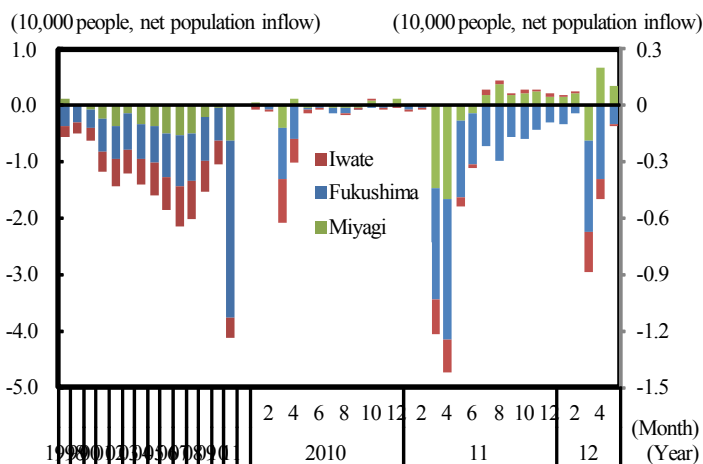 (10,000 people, net population inflow) (10,000 people, net population inflow)
1.0 0.3
0.0 0
-1.0 -0.3
Iwate
Fukushima
-2.0 -0.6
Miyagi
-3.0 -0.9
-4.0 -1.2
-5.0 -1.5
2 4 6 8 10 12 2 4 6 8 10 12 2 4 (Month)
2010 11 12 (Year)